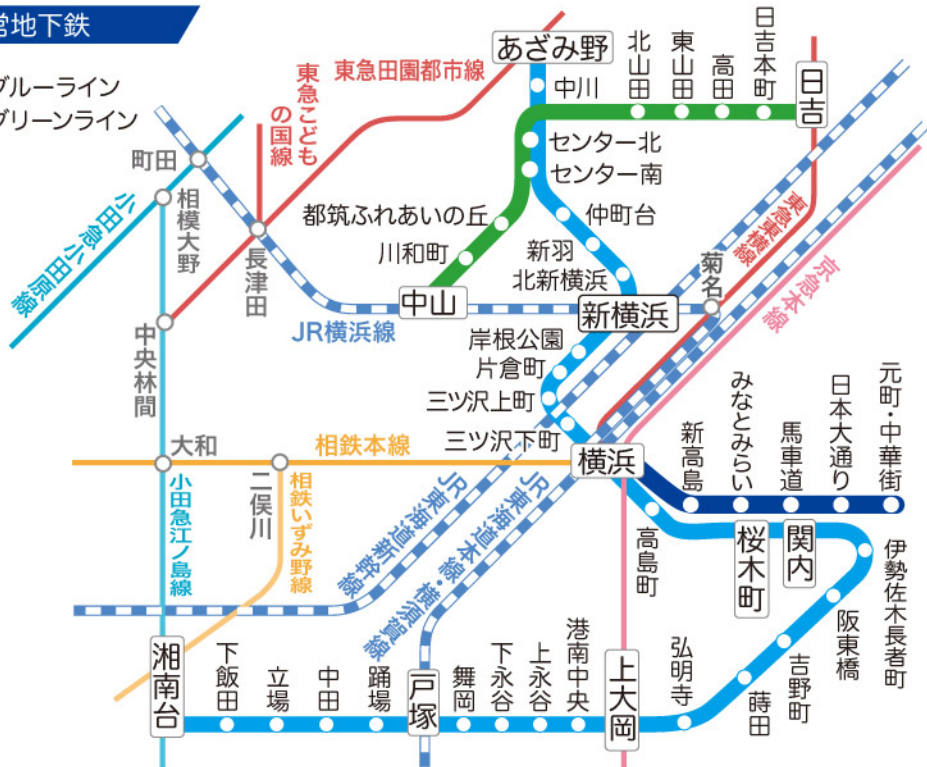 営地下鉄
ブルーライン
グリーンライン
あざみ野
中川
北山田
東山田
高田
日吉本町
日吉
東急田園都市線
東急こども
の国線
町田
相模大野
小田急小田原線
センター北
センター南
都筑ふれあいの丘
川和町
中山
仲町台
新羽
北新横浜
新横浜
菊名
東急東横線
京急本線
長津田
JR横浜線
中央林間
岸根公園
片倉町
三ツ沢上町
三ツ沢下町
横浜
大和
相鉄本線
二俣川
相鉄いずみ野線
小田急江ノ島線
JR東海道新幹線
JR東海道本線・横須賀線
新高島
みなとみらい
馬車道
日本大通り
元町・中華街
高島町
桜木町
関内
伊勢佐木長者町
阪東橋
吉野町
蒔田
弘明寺
上大岡
港南中央
上永谷
下永谷
舞岡
戸塚
踊場
中田
立場
下飯田
湘南台